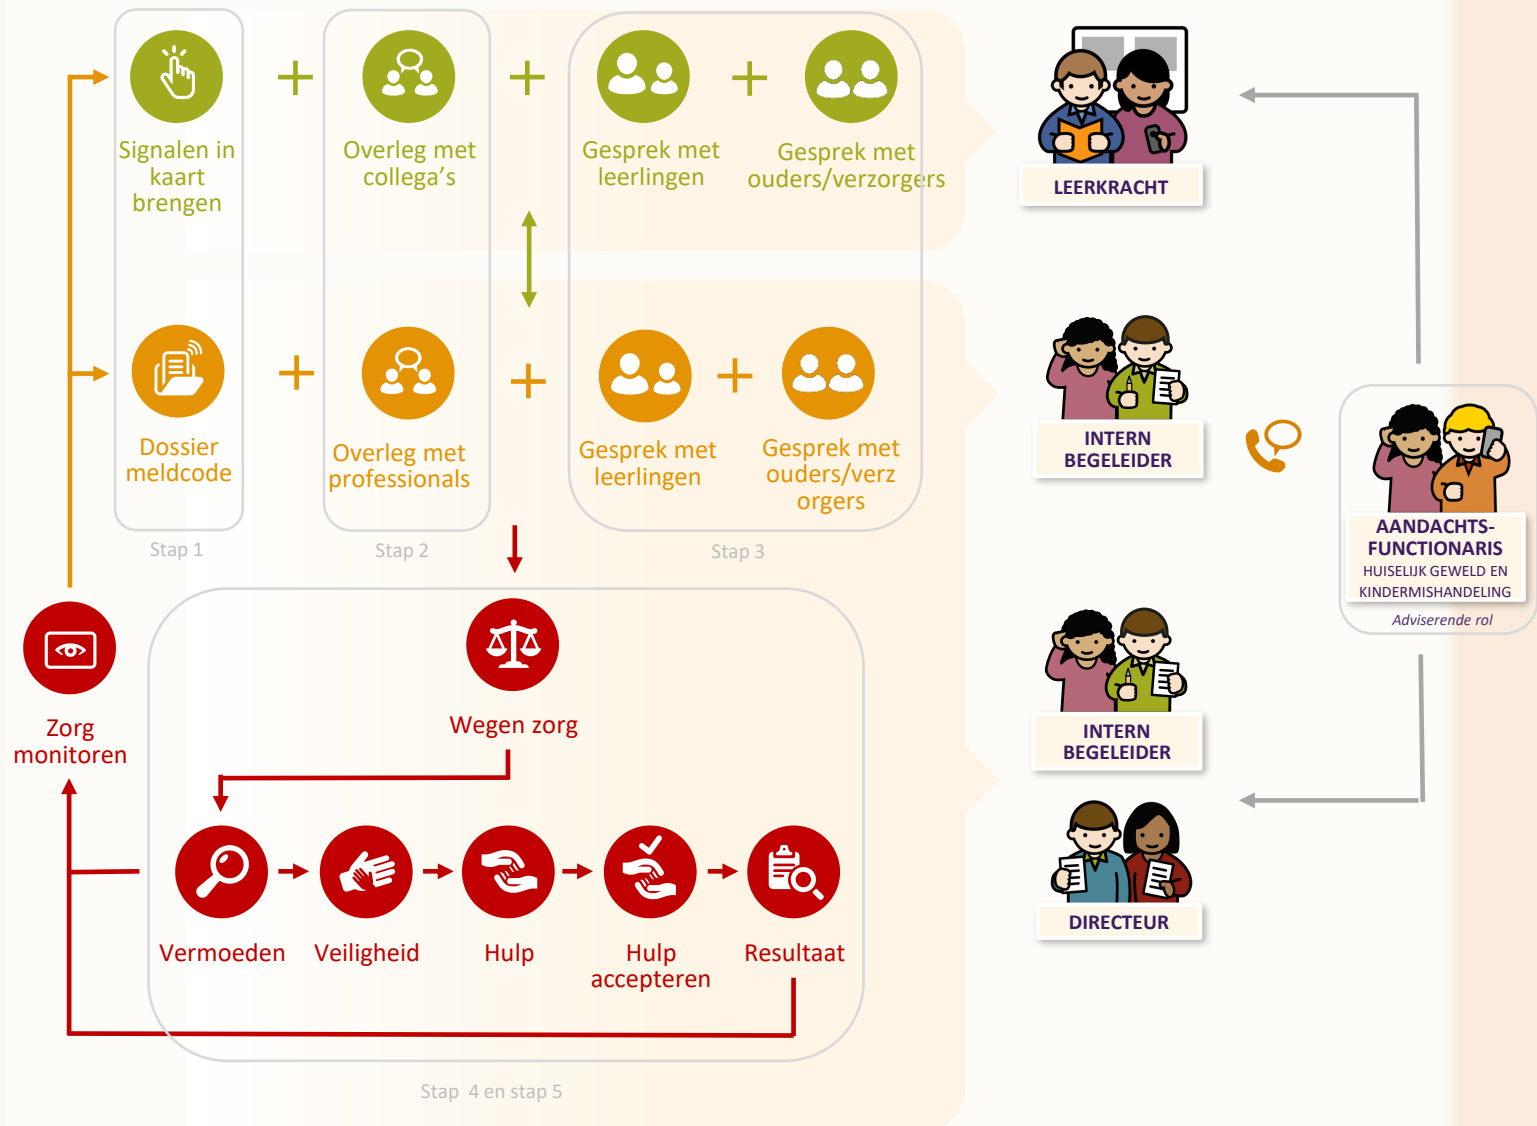 Signalen in
kaart
brengen
Overleg met
collega's
Gesprek met
leerlingen
Gesprek met
ouders/verzorgers
LEERKRACHT
Dossier
meldcode
Overleg met
professionals
Gesprek met
leerlingen
Gesprek met
ouders/verz
orgers
INTERN
BEGELEIDER
Stap 1
Stap 2
Stap 3
AANDACHTS-
FUNCTIONARIS
HUISELIJK GEWELD EN
KINDERMISHANDELING
Adviserende rol
Zorg
monitoren
Wegen zorg
INTERN
BEGELEIDER
Vermoeden
Veiligheid
Hulp
Hulp
accepteren
Resultaat
DIRECTEUR
Stap 4 en stap 5